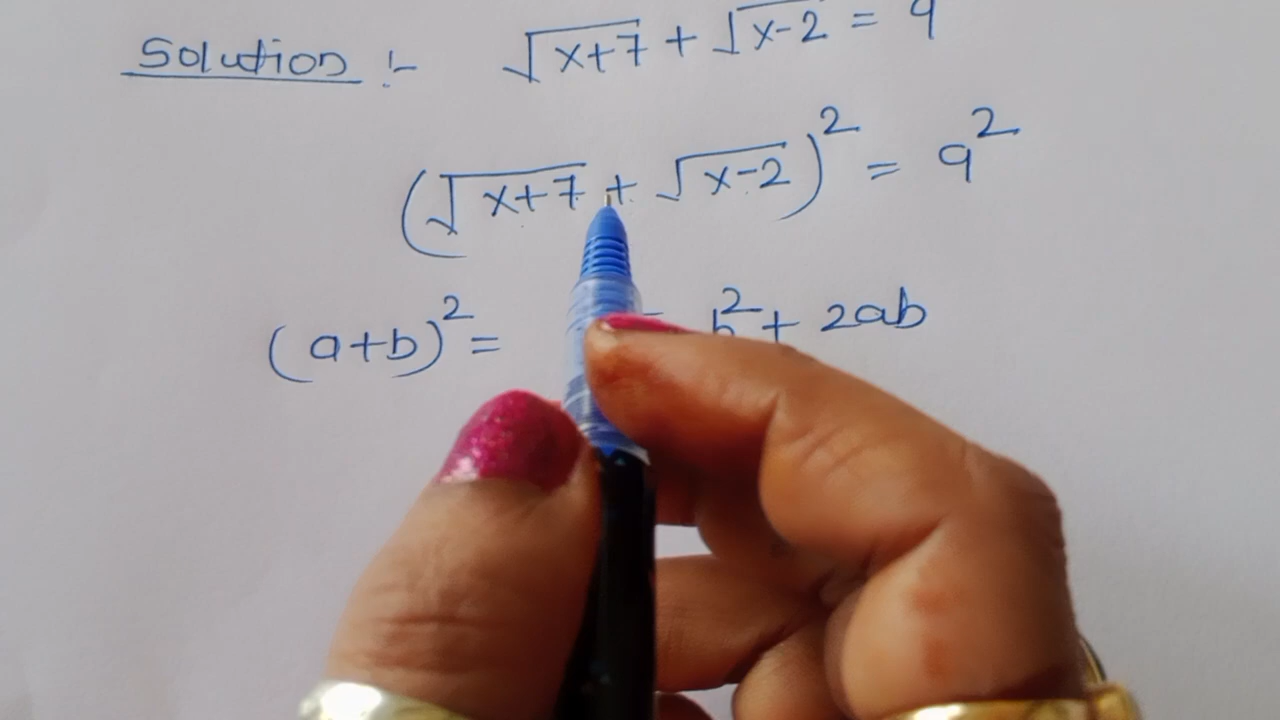 Solution :- √x+7 + √x-2 = 9
(√x+7 + √x-2)² = 9²
(a+b)² = b² + 2ab